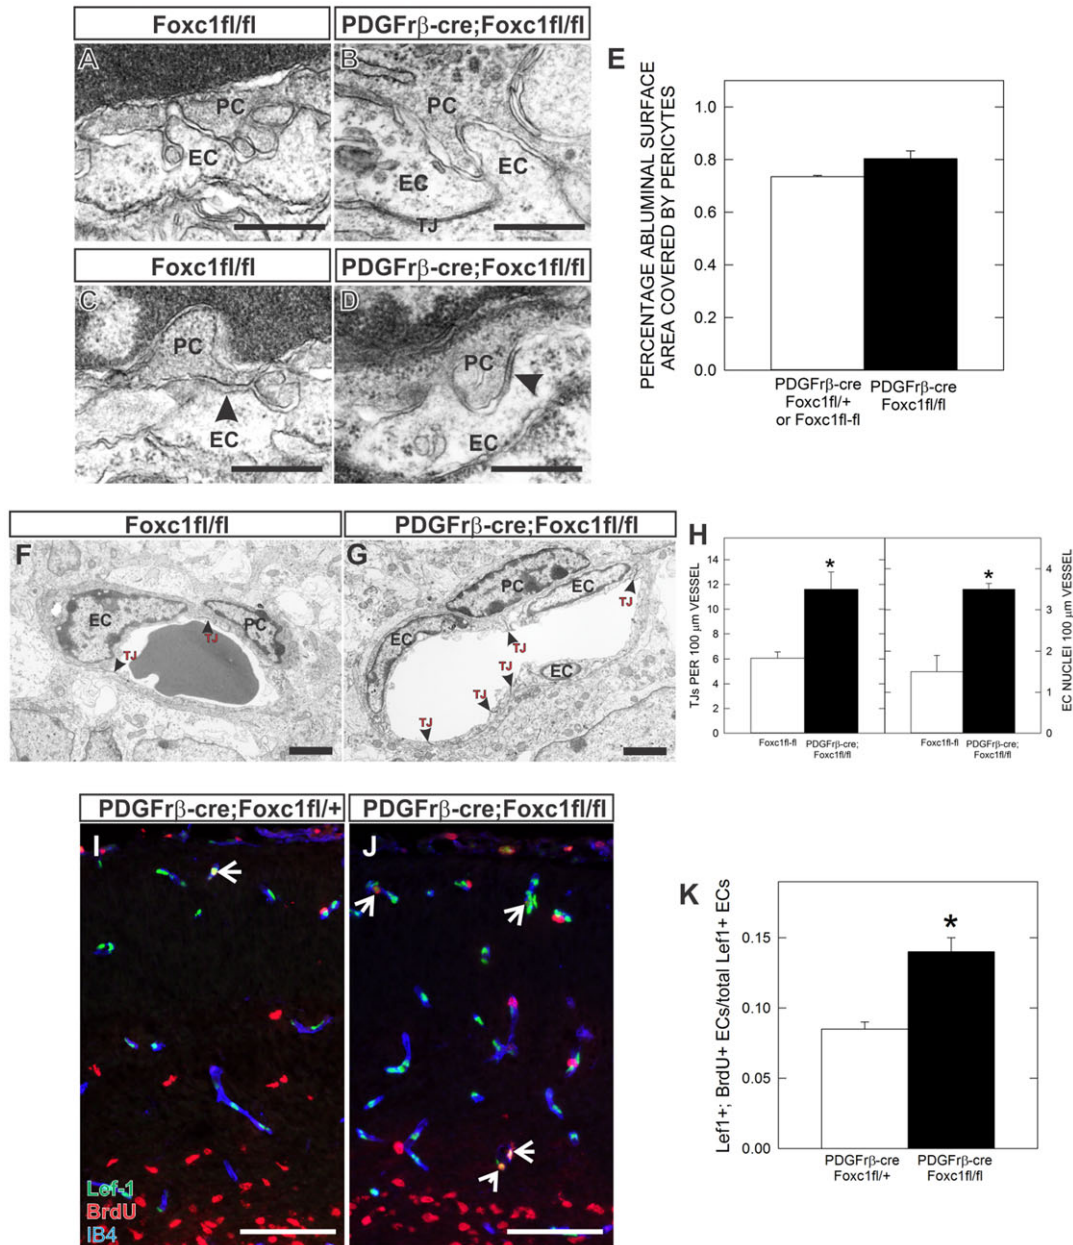 Foxc1fl/fl
PDGFrβ-cre;Foxc1fl/fl
A
PC
EC
B
PC
EC
EC
TJ
Foxc1fl/fl
PDGFrβ-cre;Foxc1fl/fl
C
PC
EC
D
PC
EC
E
PERCENTAGE ABLUMINAL SURFACE
AREA COVERED BY PERICYTES
1.0
0.8
0.6
0.4
0.2
0.0
PDGFrβ-cre
Foxc1fl/+
or Foxc1fl-fl
PDGFrβ-cre
Foxc1fl/fl
Foxc1fl/fl
PDGFrβ-cre;Foxc1fl/fl
F
EC
PC
TJ
TJ
G
PC
EC
TJ
EC
TJ
TJ
EC
TJ
TJ
H
TJs PER 100 µm VESSEL
14
12
10
8
6
4
2
0
*
*
4
3
2
1
0
EC NUCLEI 100 µm VESSEL
Foxc1fl-fl
PDGFrβ-cre;
Foxc1fl/fl
Foxc1fl-fl
PDGFrβ-cre;
Foxc1fl/fl
PDGFrβ-cre;Foxc1fl/+
PDGFrβ-cre;Foxc1fl/fl
I
Lef-1
BrdU
IB4
J
K
Lef1+; BrdU+ ECs/total Lef1+ ECs
0.15
0.10
0.05
0.00
*
PDGFrβ-cre
Foxc1fl/+
PDGFrβ-cre
Foxc1fl/fl